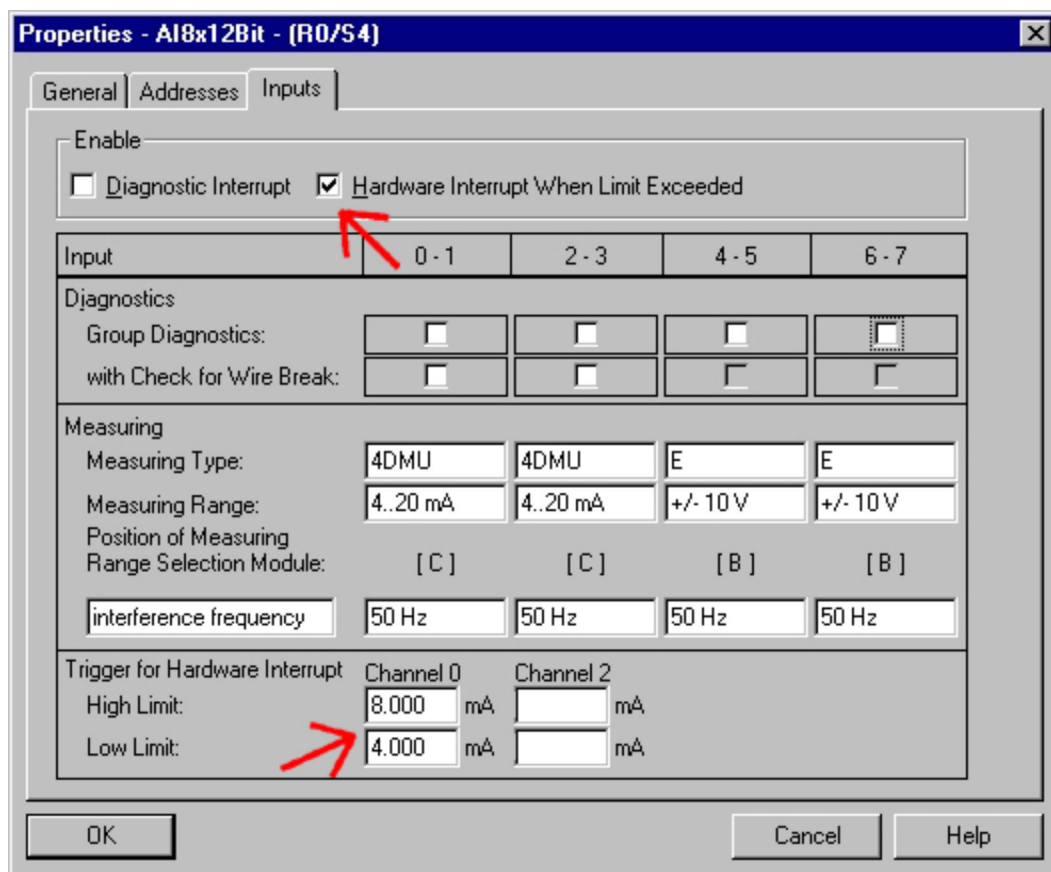 Properties - AI8x12Bit - (R0/S4)
General Addresses Inputs
Enable
Diagnostic Interrupt Hardware Interrupt When Limit Exceeded
Input 0 - 1 2 - 3 4 - 5 6 - 7
Diagnostics
Group Diagnostics:
with Check for Wire Break:
Measuring
Measuring Type: 4DMU 4DMU E E
Measuring Range: 4..20 mA 4..20 mA +/- 10 V +/- 10 V
Position of Measuring
Range Selection Module: [ C ] [ C ] [ B ] [ B ]
interference frequency 50 Hz 50 Hz 50 Hz 50 Hz
Trigger for Hardware Interrupt Channel 0 Channel 2
High Limit: 8.000 mA mA
Low Limit: 4.000 mA mA
OK Cancel Help